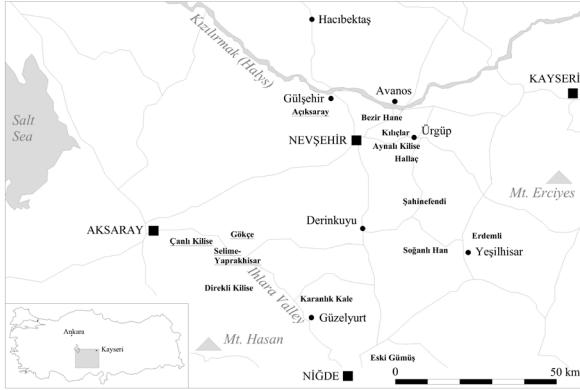 Hacıbektaş
Kızılırmak (Halys)
KAYSERİ
Gülşehir
Avanos
Açıksaray
Bezir Hane
Salt
Sea
Kılıçlar
Ürgüp
NEVŞEHİR
Aynalı Kilise
Hallaç
Mt. Erciyes
Şahinefendi
Derinkuyu
AKSARAY
Gökçe
Erdemli
Çanlı Kilise
Selime-
Yaprakhisar
Soğanlı Han
Yeşilhisar
Ihlara Valley
Direkli Kilise
Karanlık Kale
Güzelyurt
Ankara
Kayseri
Mt. Hasan
Eski Gümüş
NİĞDE
0
50 km